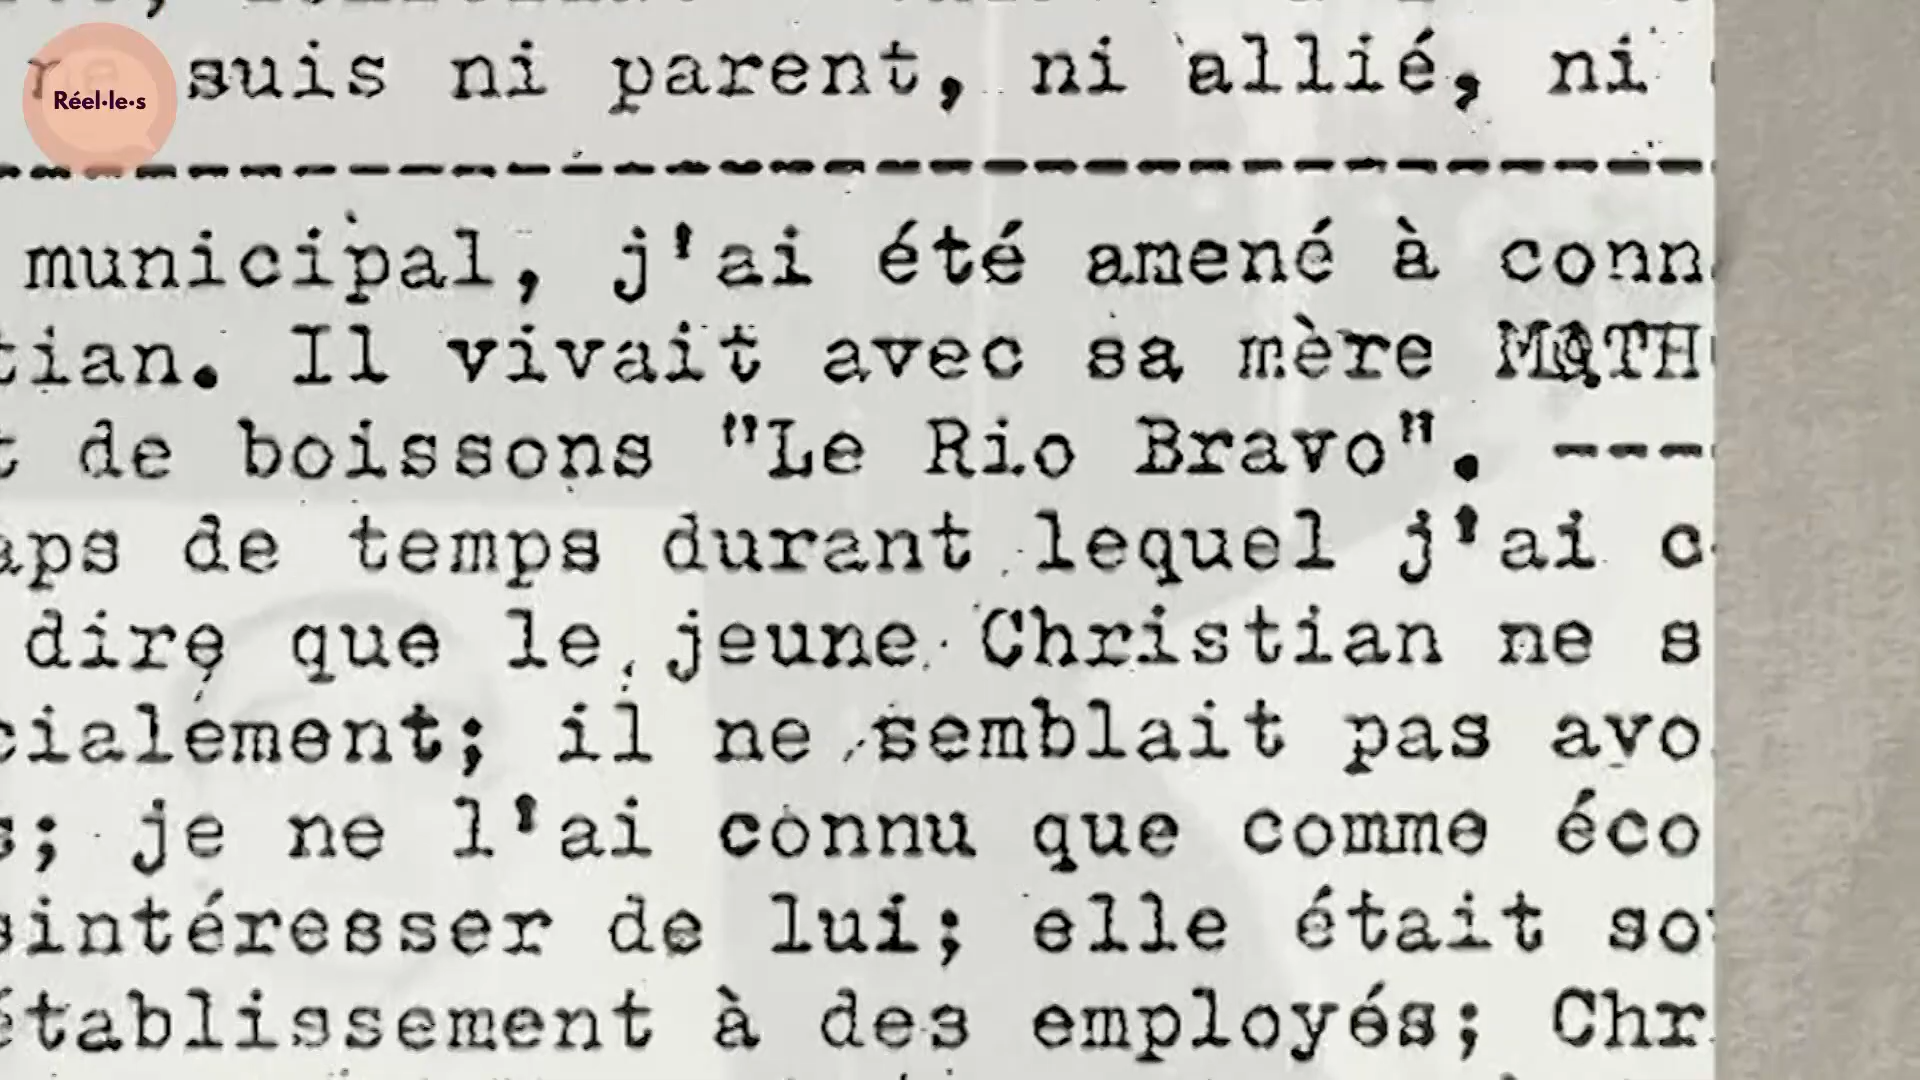 Réel·le·s
suis ni parent, ni allié, ni
municipal, j'ai été amené à conn
tian. Il vivait avec sa mère MATH
t de boissons "Le Rio Bravo". ---
aps de temps durant lequel j'ai c
dire que le jeune Christian ne s
cialement; il ne semblait pas avo
s; je ne l'ai connu que comme éco
sintéresser de lui; elle était so
établissement à des employés; Chr